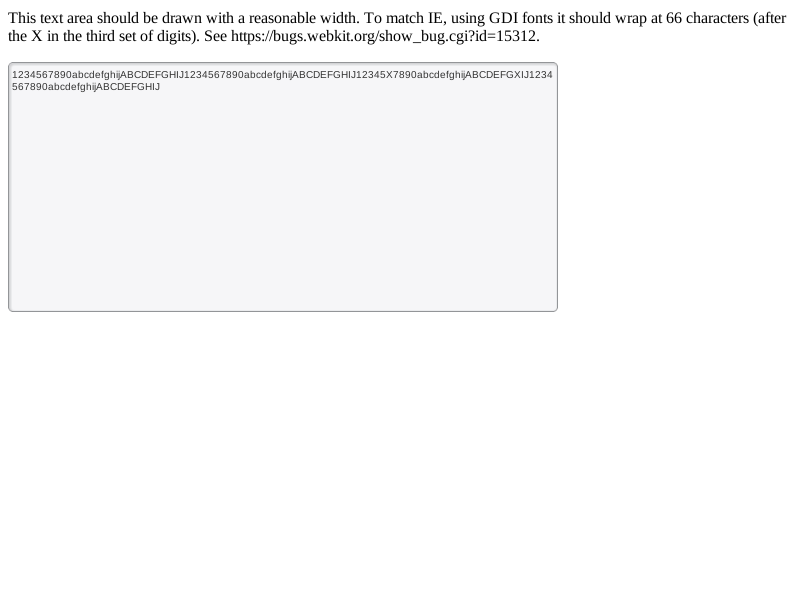 This text area should be drawn with a reasonable width. To match IE, using GDI fonts it should wrap at 66 characters (after
the X in the third set of digits). See https://bugs.webkit.org/show_bug.cgi?id=15312.
1234567890abcdefghijABCDEFGHIJ1234567890abcdefghijABCDEFGHIJ12345X7890abcdefghijABCDEFGXIJ1234
567890abcdefghijABCDEFGHIJ